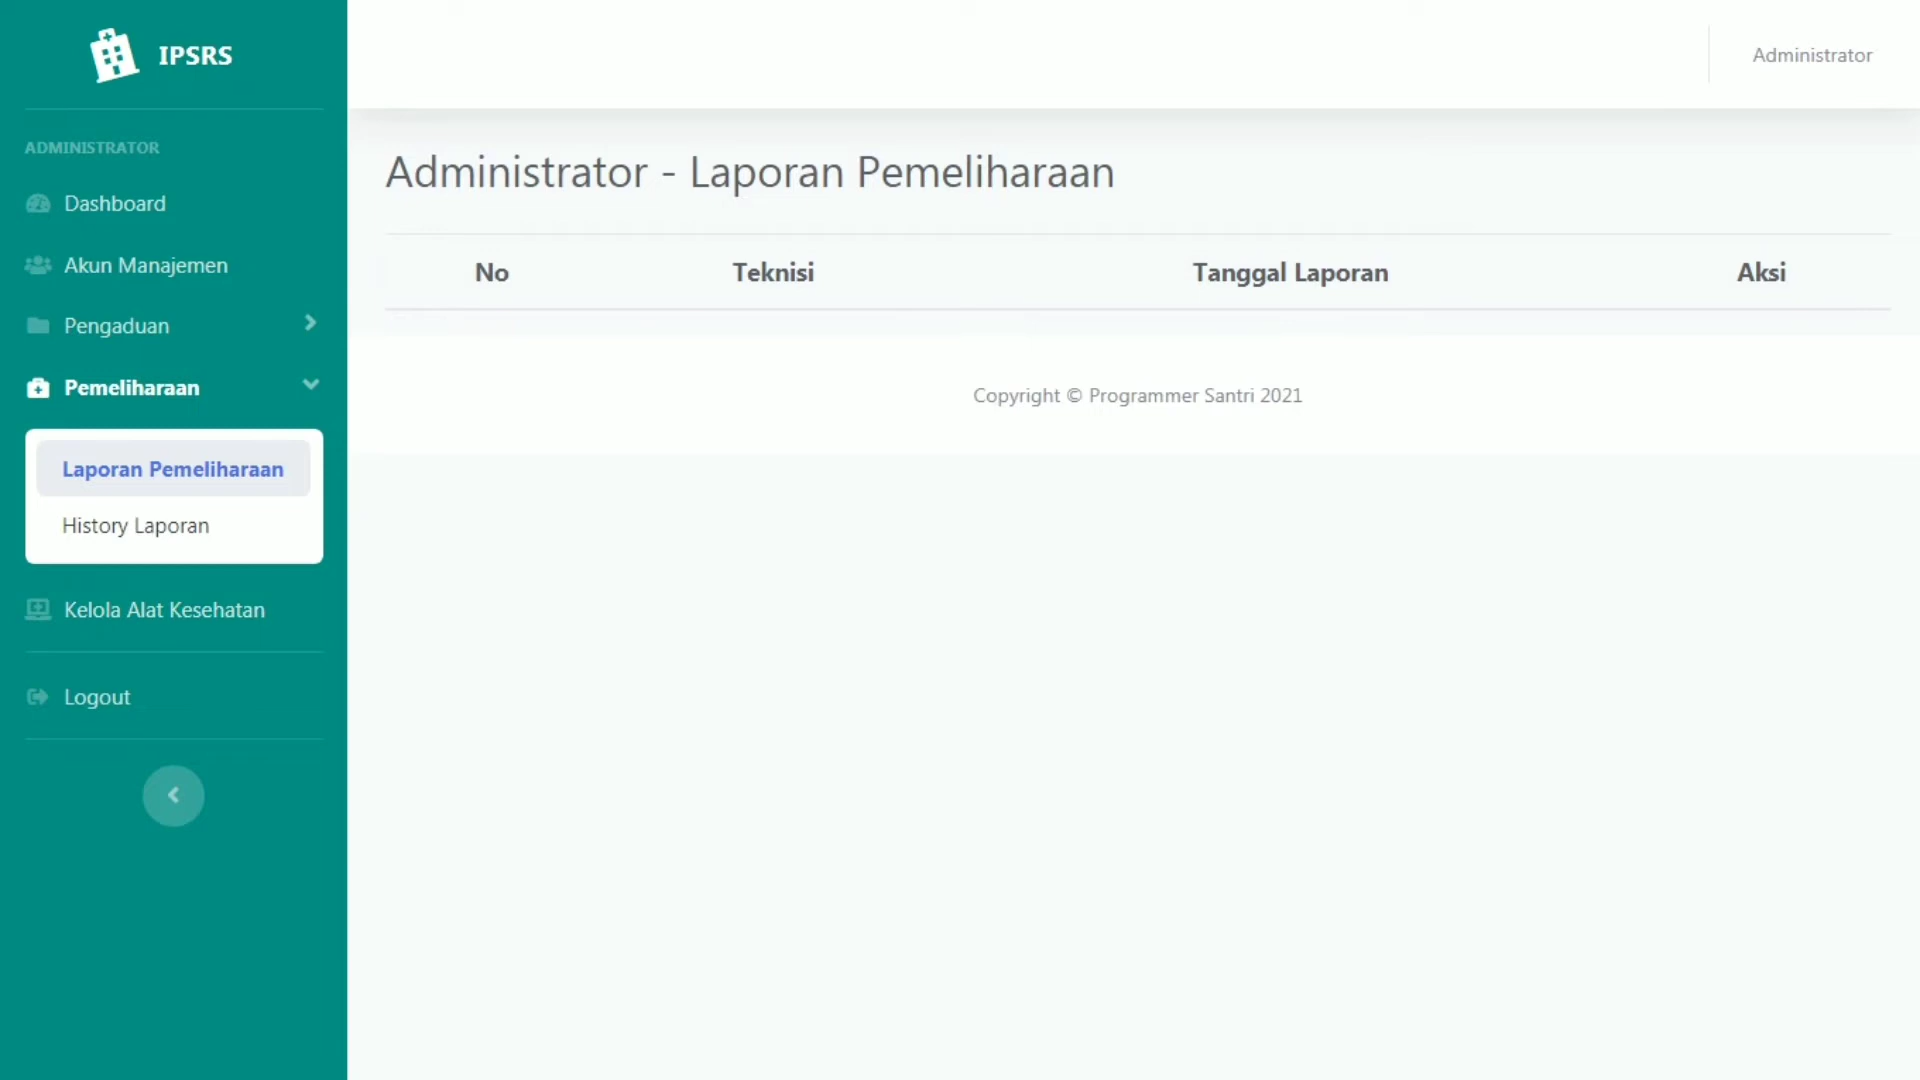 IPSRS
Administrator
ADMINISTRATOR
Dashboard
Akun Manajemen
Pengaduan
Pemeliharaan
Laporan Pemeliharaan
History Laporan
Kelola Alat Kesehatan
Logout
Administrator - Laporan Pemeliharaan
No Teknisi Tanggal Laporan Aksi
Copyright © Programmer Santri 2021